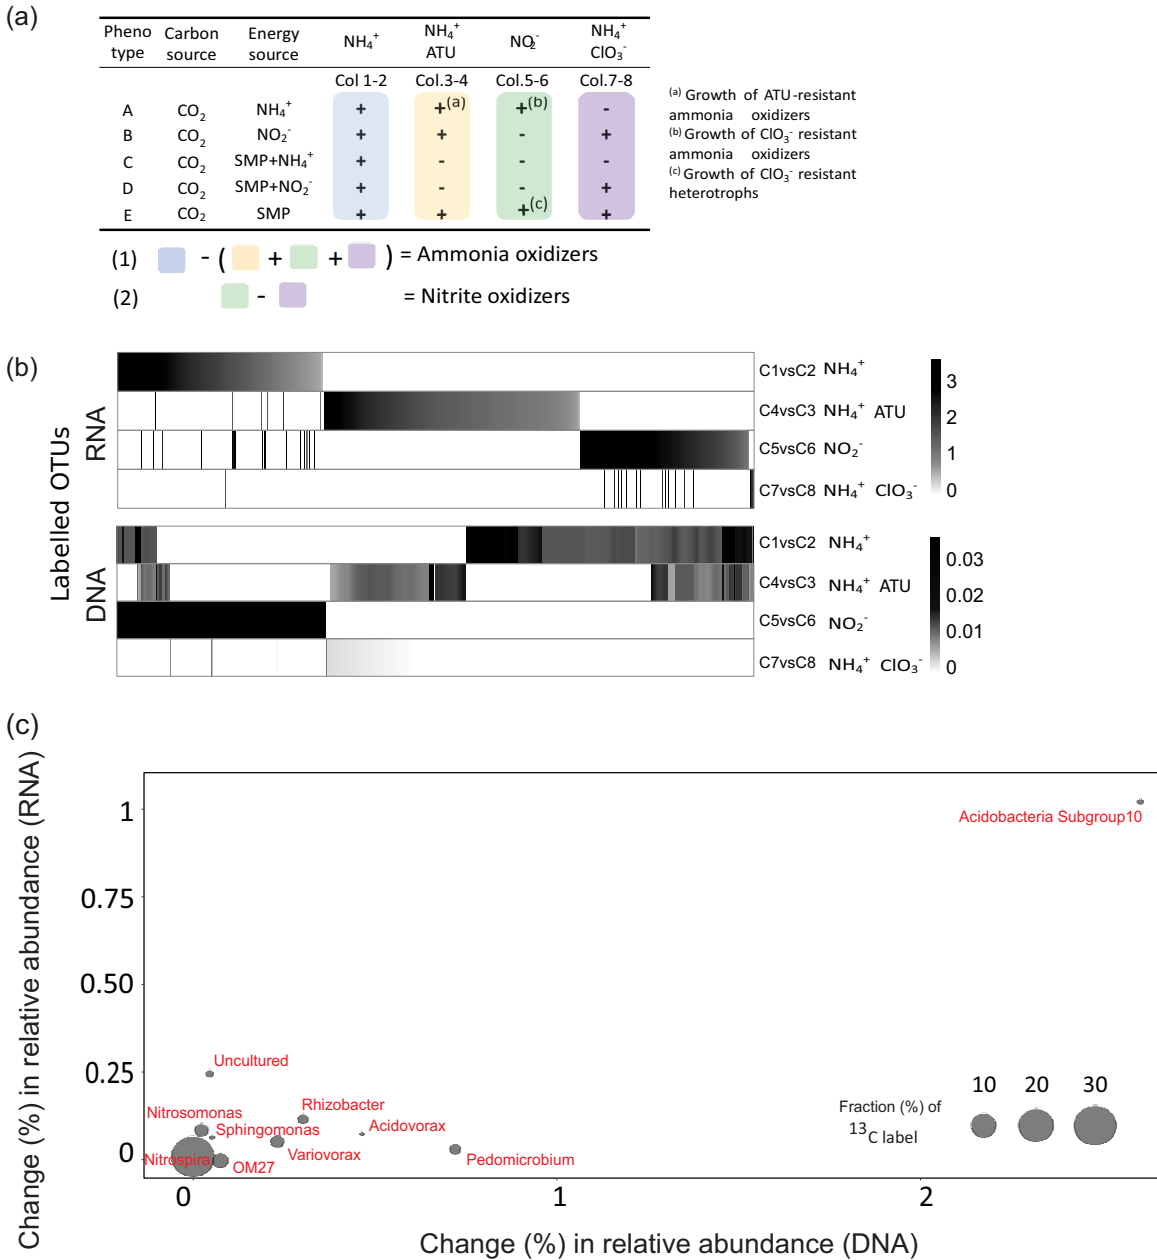 (a)
Pheno type Carbon source Energy source NH₄⁺ NH₄⁺ ATU NO₂⁻ NH₄⁺ ClO₃⁻
Col 1-2 Col.3-4 Col.5-6 Col.7-8
A CO₂ NH₄⁺ + +(a) +(b) -
B CO₂ NO₂⁻ + + - +
C CO₂ SMP+NH₄⁺ + - - -
D CO₂ SMP+NO₂⁻ + - - +
E CO₂ SMP + + +(c) +
(a) Growth of ATU-resistant
ammonia oxidizers
(b) Growth of ClO₃⁻ resistant
ammonia oxidizers
(c) Growth of ClO₃⁻ resistant
heterotrophs
(1) - ( + + ) = Ammonia oxidizers
(2) - = Nitrite oxidizers
(b)
Labelled OTUs
RNA
C1vsC2 NH₄⁺
C4vsC3 NH₄⁺ ATU
C5vsC6 NO₂⁻
C7vsC8 NH₄⁺ ClO₃⁻
3
2
1
0
DNA
C1vsC2 NH₄⁺
C4vsC3 NH₄⁺ ATU
C5vsC6 NO₂⁻
C7vsC8 NH₄⁺ ClO₃⁻
0.03
0.02
0.01
0
(c)
Change (%) in relative abundance (RNA)
1
0.75
0.50
0.25
0
Acidobacteria Subgroup10
Uncultured
Nitrosomonas
Rhizobacter
Sphingomonas
Acidovorax
Nitrospira
OM27
Variovorax
Pedomicrobium
10 20 30
Fraction (%) of
¹³C label
0 1 2
Change (%) in relative abundance (DNA)